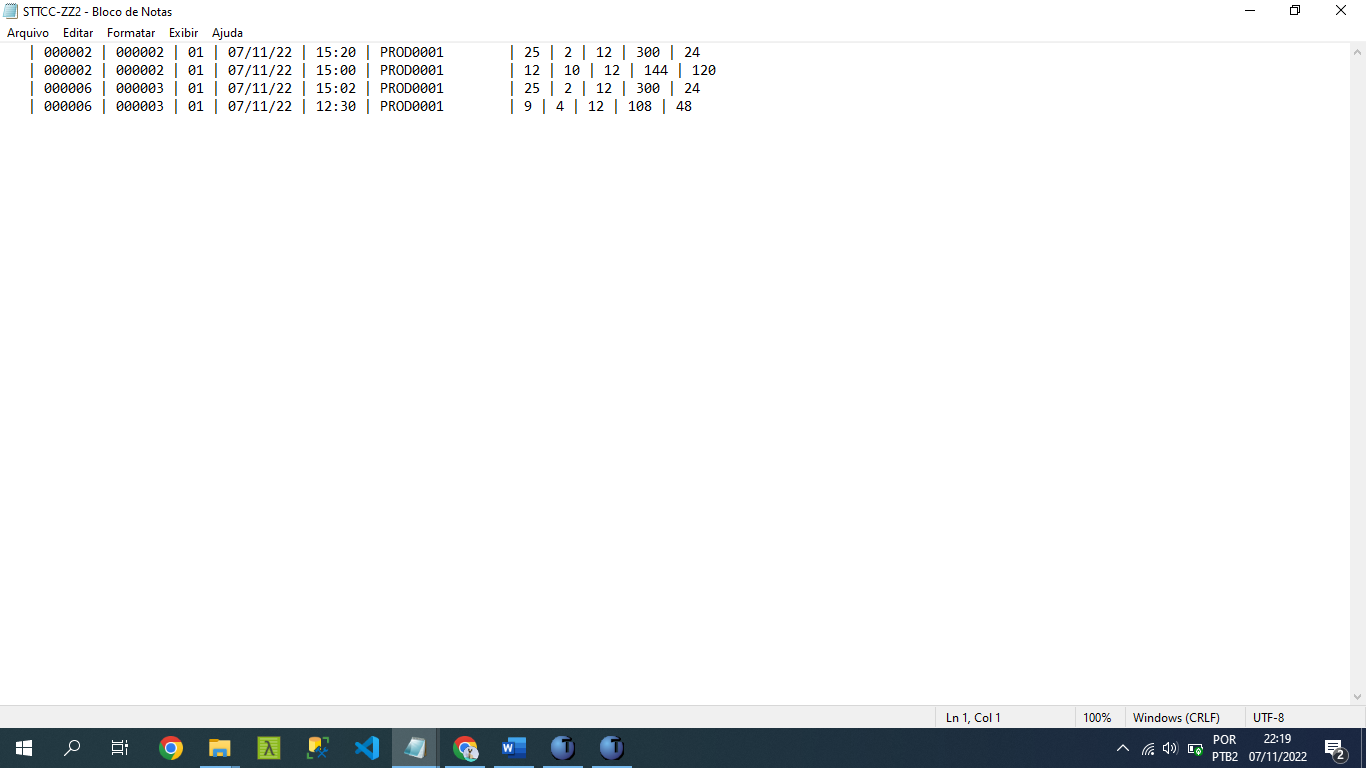 STTCC-ZZ2 - Bloco de Notas
Arquivo Editar Formatar Exibir Ajuda
| 000002 | 000002 | 01 | 07/11/22 | 15:20 | PROD0001 | 25 | 2 | 12 | 300 | 24
| 000002 | 000002 | 01 | 07/11/22 | 15:00 | PROD0001 | 12 | 10 | 12 | 144 | 120
| 000006 | 000003 | 01 | 07/11/22 | 15:02 | PROD0001 | 25 | 2 | 12 | 300 | 24
| 000006 | 000003 | 01 | 07/11/22 | 12:30 | PROD0001 | 9 | 4 | 12 | 108 | 48
Ln 1, Col 1 100% Windows (CRLF) UTF-8
POR 22:19
PTB2 07/11/2022 2